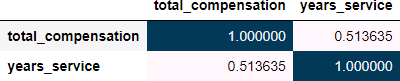 total_compensation years_service
total_compensation 1.000000 0.513635
years_service 0.513635 1.000000